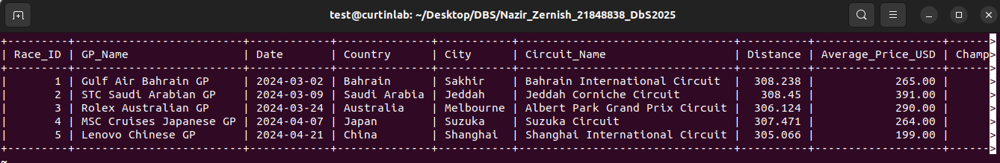 test@curtinlab: ~/Desktop/DBS/Nazir_Zernish_21848838_DbS2025
+---------+------------------------+------------+--------------+-----------+--------------------------------+----------+-------------------+------>
| Race_ID | GP_Name                | Date       | Country      | City      | Circuit_Name                   | Distance | Average_Price_USD | Champ>
+---------+------------------------+------------+--------------+-----------+--------------------------------+----------+-------------------+------>
|       1 | Gulf Air Bahrain GP    | 2024-03-02 | Bahrain      | Sakhir    | Bahrain International Circuit  |  308.238 |            265.00 |      >
|       2 | STC Saudi Arabian GP   | 2024-03-09 | Saudi Arabia | Jeddah    | Jeddah Corniche Circuit        |   308.45 |            391.00 |      >
|       3 | Rolex Australian GP    | 2024-03-24 | Australia    | Melbourne | Albert Park Grand Prix Circuit |  306.124 |            290.00 |      >
|       4 | MSC Cruises Japanese GP | 2024-04-07 | Japan        | Suzuka    | Suzuka Circuit                 |  307.471 |            264.00 |      >
|       5 | Lenovo Chinese GP      | 2024-04-21 | China        | Shanghai  | Shanghai International Circuit |  305.066 |            199.00 |      >
+---------+------------------------+------------+--------------+-----------+--------------------------------+----------+-------------------+------>
~